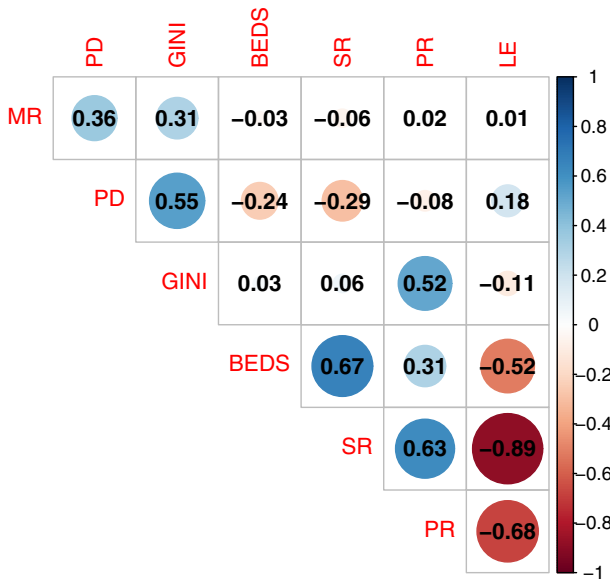 PD GINI BEDS SR PR LE
MR 0.36 0.31 −0.03 −0.06 0.02 0.01
PD 0.55 −0.24 −0.29 −0.08 0.18
GINI 0.03 0.06 0.52 −0.11
BEDS 0.67 0.31 −0.52
SR 0.63 −0.89
PR −0.68
1
0.8
0.6
0.4
0.2
0
−0.2
−0.4
−0.6
−0.8
−1